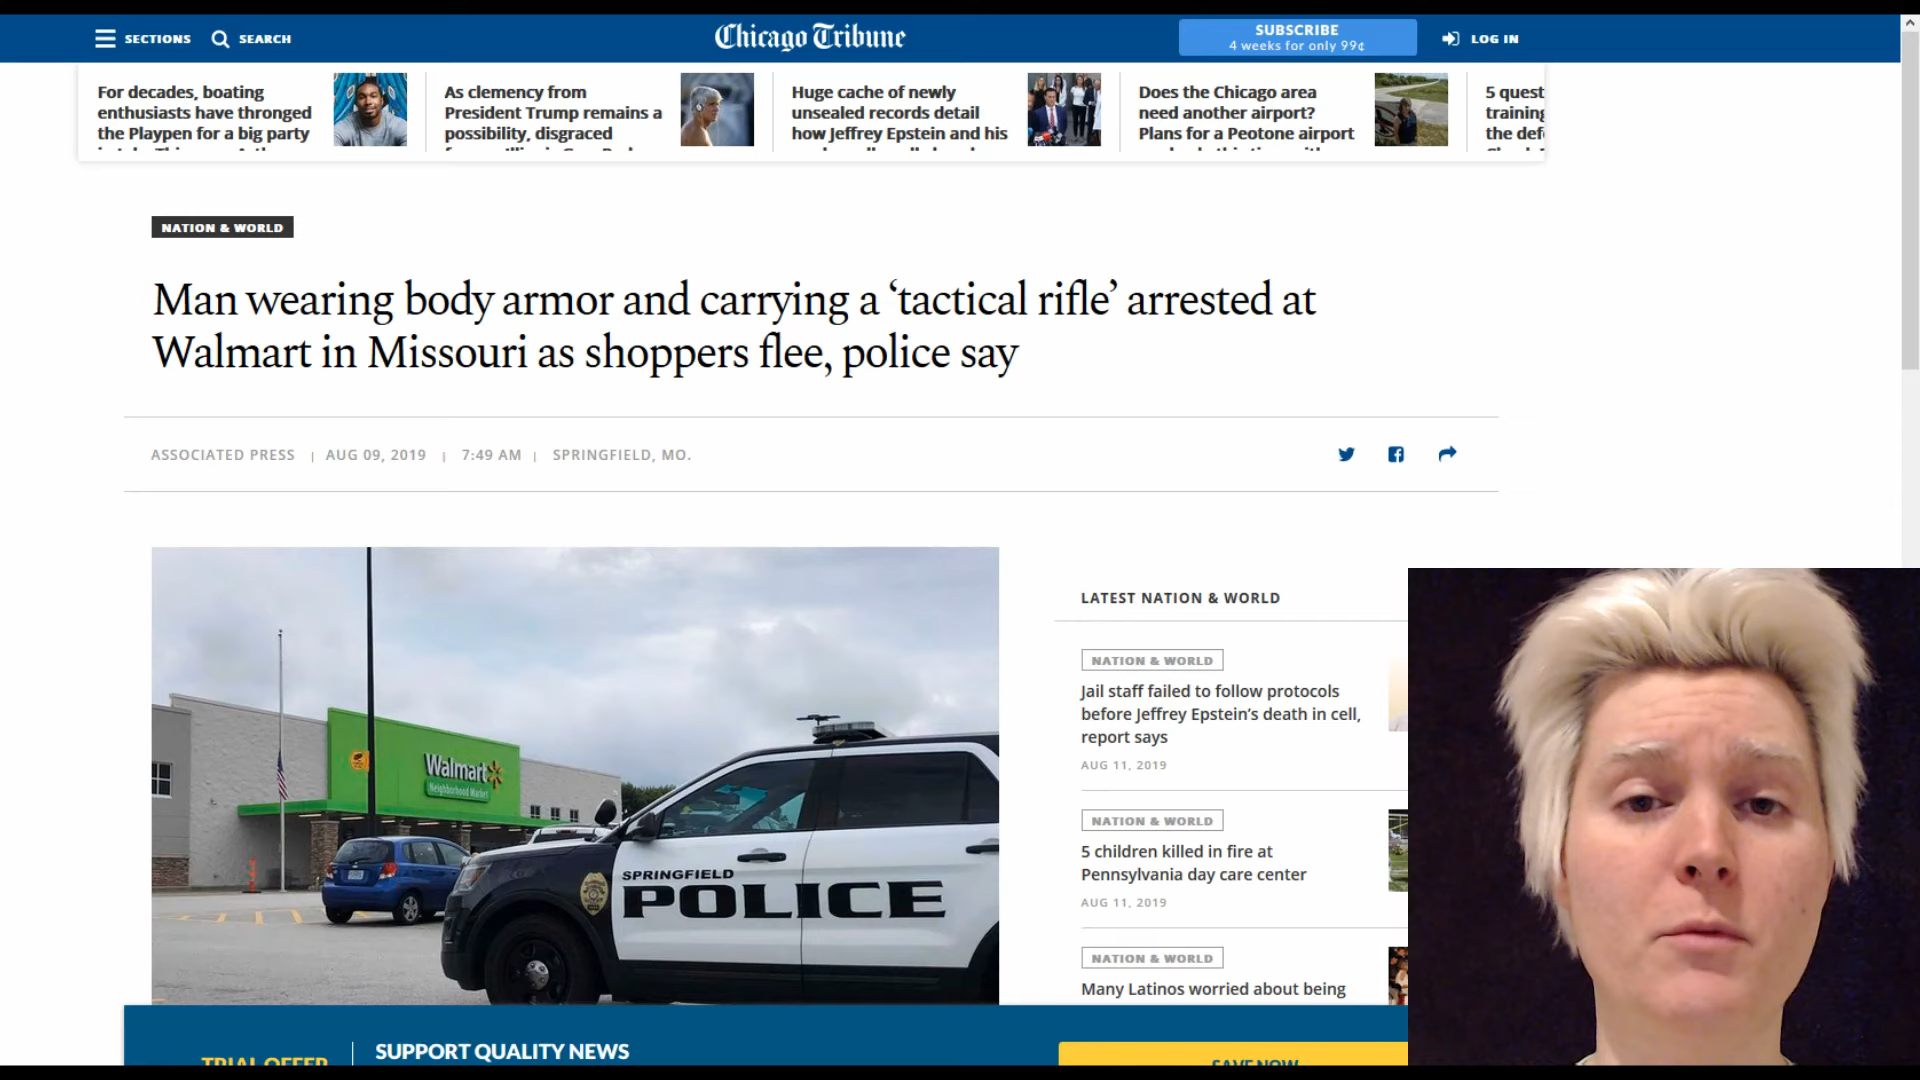 SECTIONS
SEARCH
Chicago Tribune
SUBSCRIBE
4 weeks for only 99¢
LOG IN
For decades, boating
enthusiasts have thronged
the Playpen for a big party
As clemency from
President Trump remains a
possibility, disgraced
Huge cache of newly
unsealed records detail
how Jeffrey Epstein and his
Does the Chicago area
need another airport?
Plans for a Peotone airport
5 quest
training
the def
NATION & WORLD
Man wearing body armor and carrying a ‘tactical rifle’ arrested at
Walmart in Missouri as shoppers flee, police say
ASSOCIATED PRESS | AUG 09, 2019 | 7:49 AM | SPRINGFIELD, MO.
Walmart
Neighborhood Market
SPRINGFIELD
POLICE
LATEST NATION & WORLD
NATION & WORLD
Jail staff failed to follow protocols
before Jeffrey Epstein’s death in cell,
report says
AUG 11, 2019
NATION & WORLD
5 children killed in fire at
Pennsylvania day care center
AUG 11, 2019
NATION & WORLD
Many Latinos worried about being
TRIAL OFFER
SUPPORT QUALITY NEWS
SAVE NOW